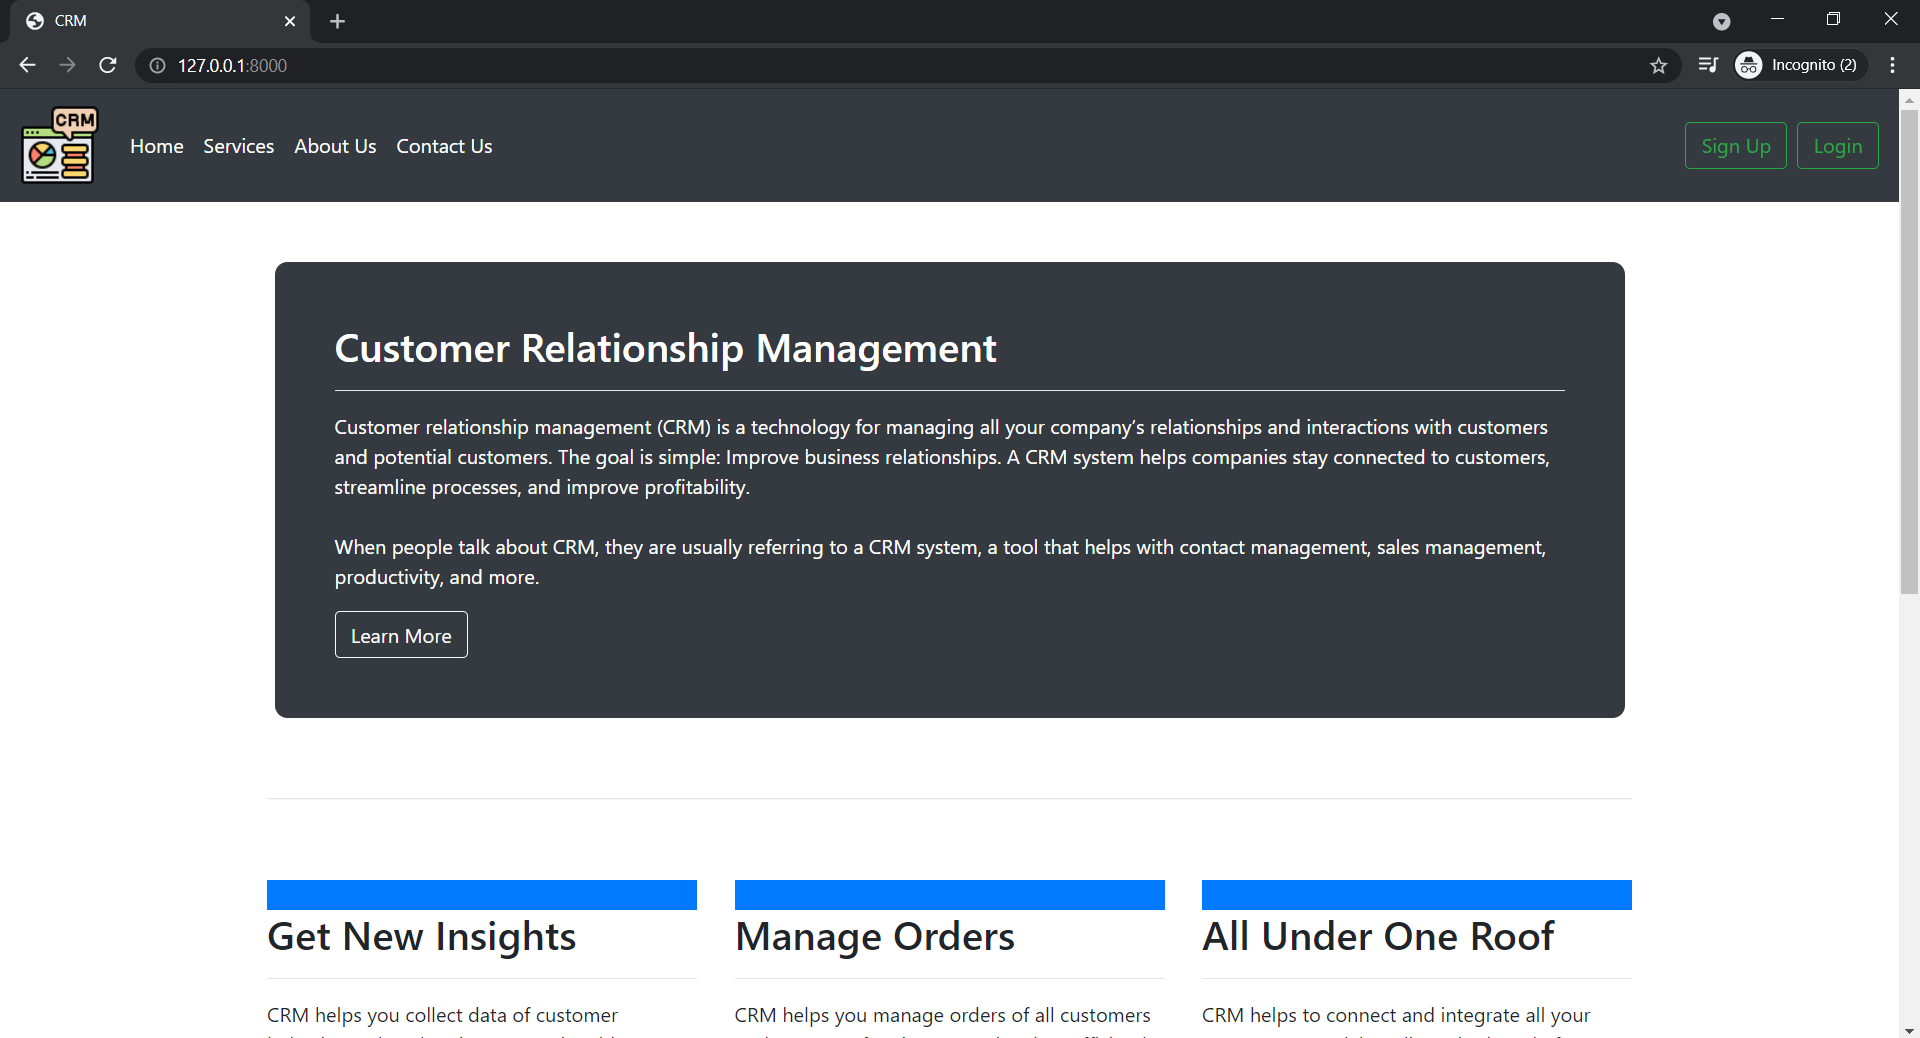 CRM
127.0.0.1:8000
Incognito (2)
CRM
Home Services About Us Contact Us
Sign Up Login
Customer Relationship Management
Customer relationship management (CRM) is a technology for managing all your company’s relationships and interactions with customers
and potential customers. The goal is simple: Improve business relationships. A CRM system helps companies stay connected to customers,
streamline processes, and improve profitability.
When people talk about CRM, they are usually referring to a CRM system, a tool that helps with contact management, sales management,
productivity, and more.
Learn More
Get New Insights
CRM helps you collect data of customer
Manage Orders
CRM helps you manage orders of all customers
All Under One Roof
CRM helps to connect and integrate all your